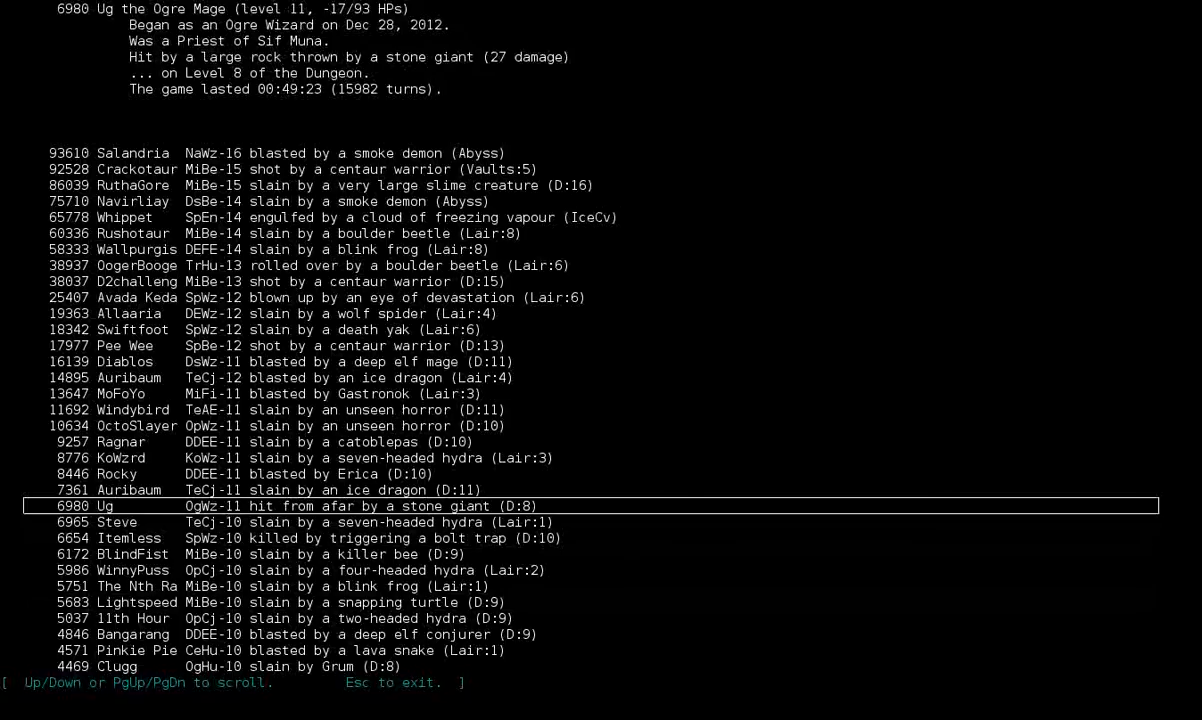 6980 Ug the Ogre Mage (level 11, -17/93 HPs)
Began as an Ogre Wizard on Dec 28, 2012.
Was a Priest of Sif Muna.
Hit by a large rock thrown by a stone giant (27 damage)
... on Level 8 of the Dungeon.
The game lasted 00:49:23 (15982 turns).
93610 Salandria NaWz-16 blasted by a smoke demon (Abyss)
92528 Crackotaur MiBe-15 shot by a centaur warrior (Vaults:5)
86039 RuthaGore MiBe-15 slain by a very large slime creature (D:16)
75710 Navirliay DsBe-14 slain by a smoke demon (Abyss)
65778 Whippet SpEn-14 engulfed by a cloud of freezing vapour (IceCv)
60336 Rushotaur MiBe-14 slain by a boulder beetle (Lair:8)
58333 Wallpurgis DEFE-14 slain by a blink frog (Lair:8)
38937 OogerBooge TrHu-13 rolled over by a boulder beetle (Lair:6)
38037 D2challeng MiBe-13 shot by a centaur warrior (D:15)
25407 Avada Keda SpWz-12 blown up by an eye of devastation (Lair:6)
19363 Allaaria DEWz-12 slain by a wolf spider (Lair:4)
18342 Swiftfoot SpWz-12 slain by a death yak (Lair:6)
17977 Pee Wee SpBe-12 shot by a centaur warrior (D:13)
16139 Diablos DsWz-11 blasted by a deep elf mage (D:11)
14895 Auribaum TeCj-12 blasted by an ice dragon (Lair:4)
13647 MoFoYo MiFi-11 blasted by Gastronok (Lair:3)
11692 Windybird TeAE-11 slain by an unseen horror (D:11)
10634 OctoSlayer OpWz-11 slain by an unseen horror (D:10)
9257 Ragnar DDEE-11 slain by a catoblepas (D:10)
8776 KoWzrd KoWz-11 slain by a seven-headed hydra (Lair:3)
8446 Rocky DDEE-11 blasted by Erica (D:10)
7361 Auribaum TeCj-11 slain by an ice dragon (D:11)
6980 Ug OgWz-11 hit from afar by a stone giant (D:8)
6965 Steve TeCj-10 slain by a seven-headed hydra (Lair:1)
6654 Itemless SpWz-10 killed by triggering a bolt trap (D:10)
6172 BlindFist MiBe-10 slain by a killer bee (D:9)
5986 WinnyPuss OpCj-10 slain by a four-headed hydra (Lair:2)
5751 The Nth Ra MiBe-10 slain by a blink frog (Lair:1)
5683 Lightspeed MiBe-10 slain by a snapping turtle (D:9)
5037 11th Hour OpCj-10 slain by a two-headed hydra (D:9)
4846 Bangarang DDEE-10 blasted by a deep elf conjurer (D:9)
4571 Pinkie Pie CeHu-10 blasted by a lava snake (Lair:1)
4469 Clugg OgHu-10 slain by Grum (D:8)
[ Up/Down or PgUp/PgDn to scroll. Esc to exit. ]